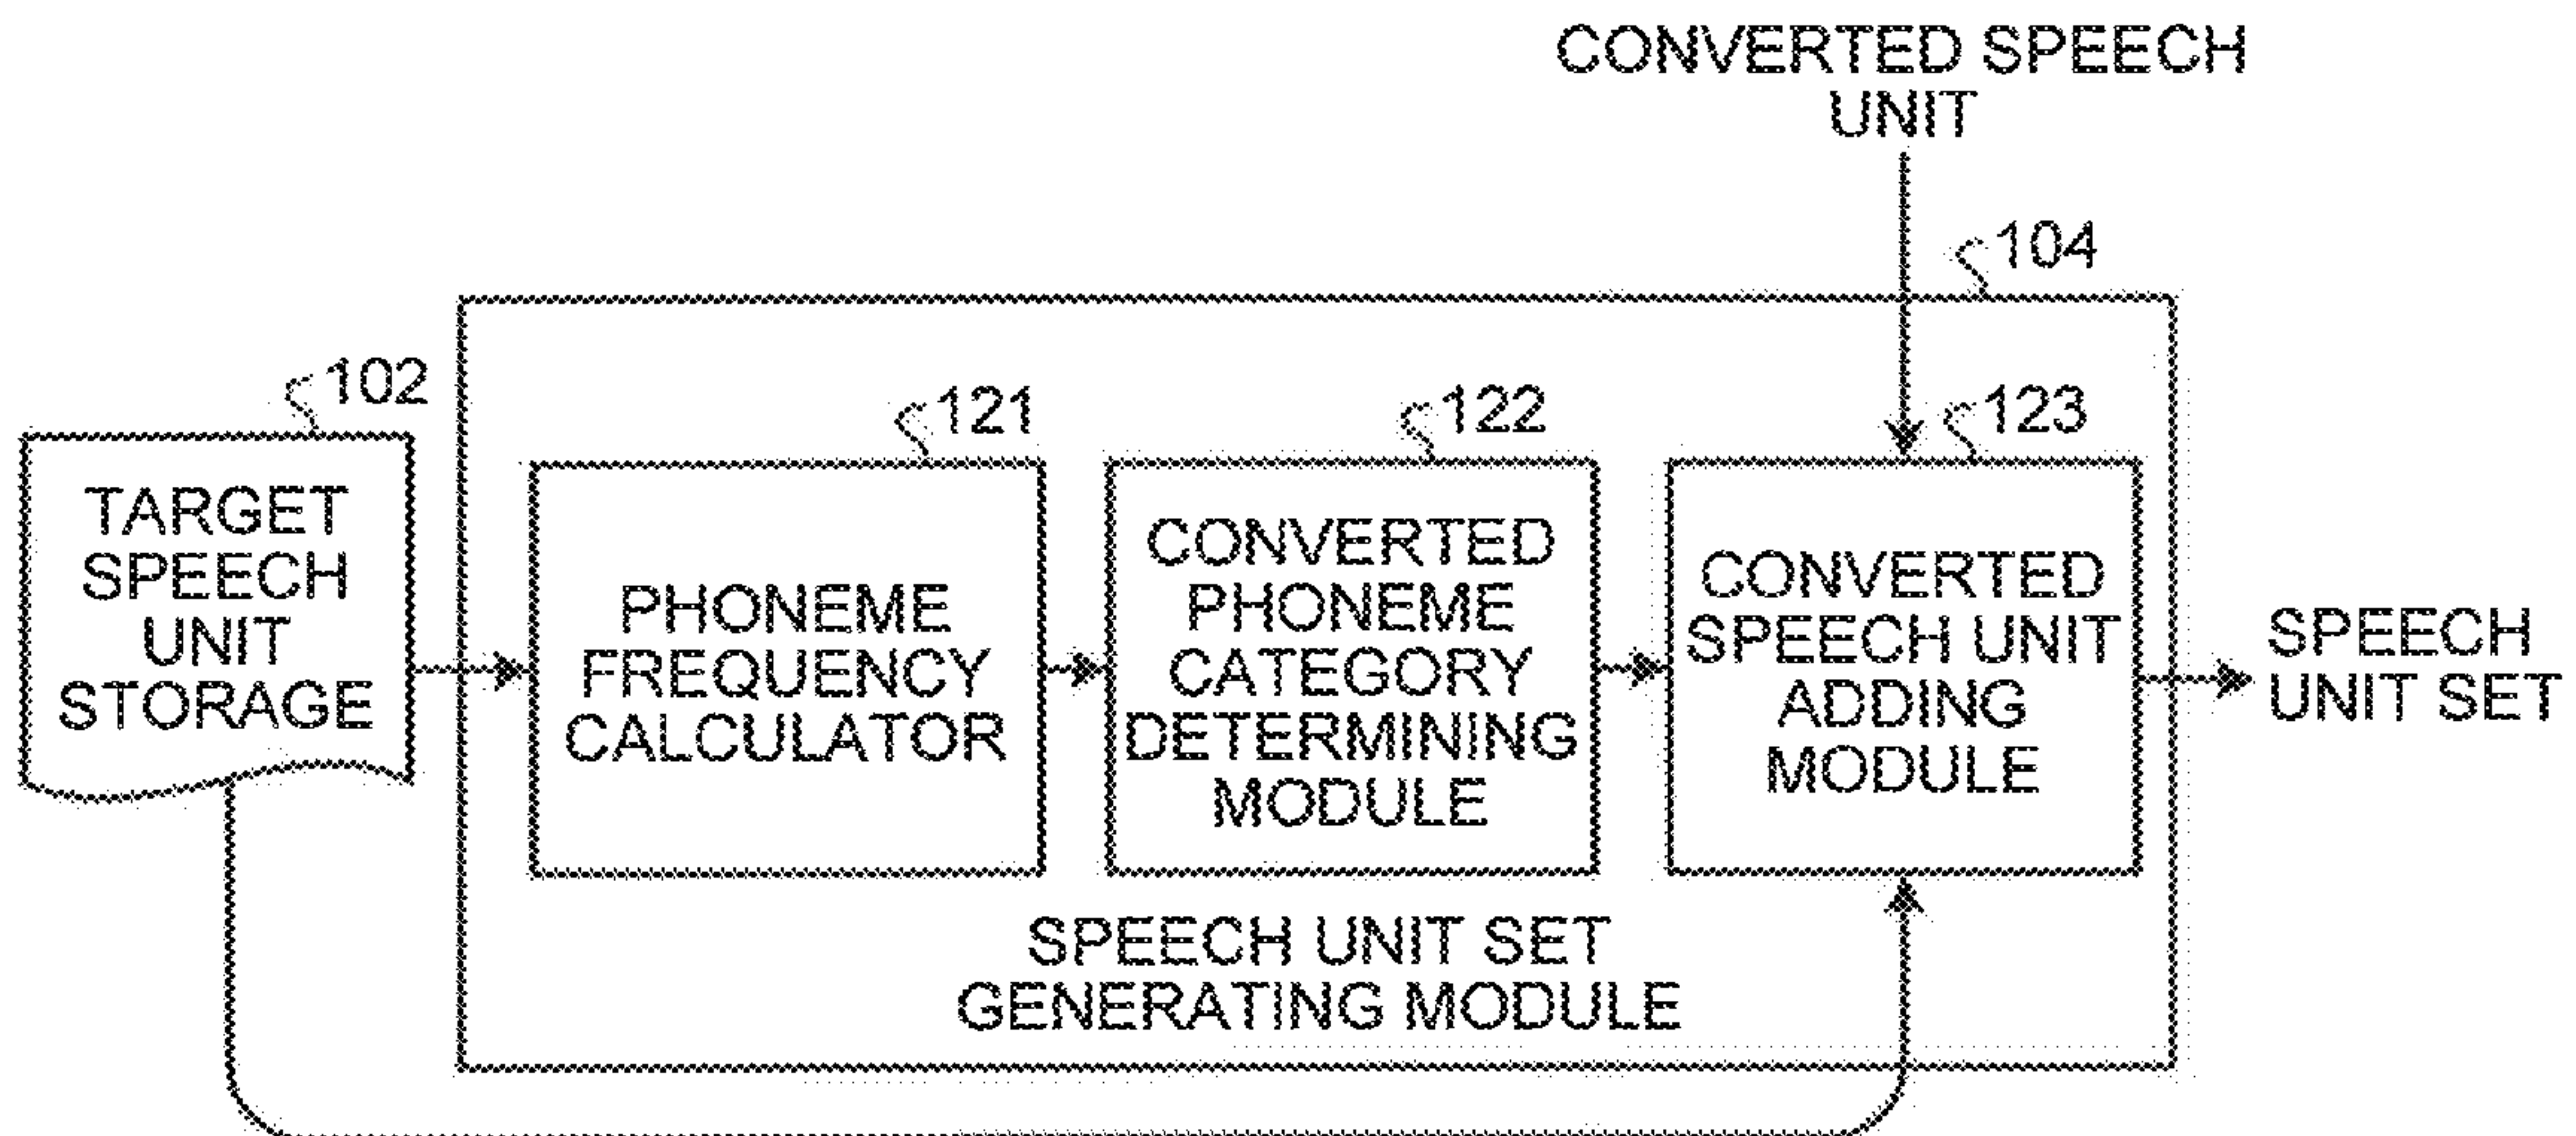 CONVERTED SPEECH
UNIT
104
102
121
122
123
TARGET
SPEECH
UNIT
STORAGE
PHONEME
FREQUENCY
CALCULATOR
CONVERTED
PHONEME
CATEGORY
DETERMINING
MODULE
CONVERTED
SPEECH UNIT
ADDING
MODULE
SPEECH
UNIT SET
SPEECH UNIT SET
GENERATING MODULE